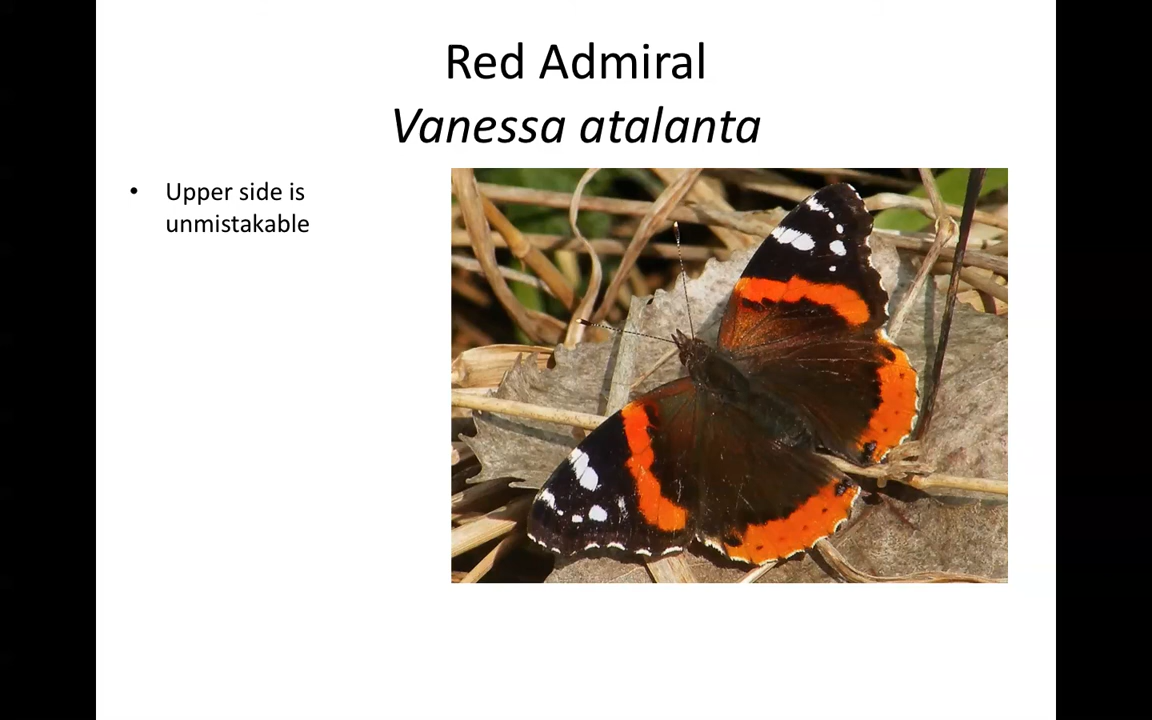 Red Admiral
Vanessa atalanta
• Upper side is
unmistakable